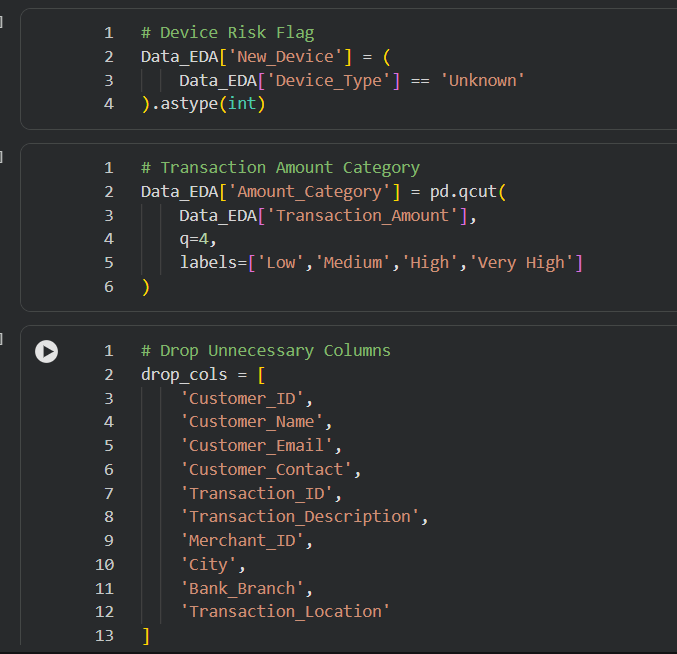 1 # Device Risk Flag
2 Data_EDA['New_Device'] = (
3     Data_EDA['Device_Type'] == 'Unknown'
4 ).astype(int)
1 # Transaction Amount Category
2 Data_EDA['Amount_Category'] = pd.qcut(
3     Data_EDA['Transaction_Amount'],
4     q=4,
5     labels=['Low','Medium','High','Very High']
6 )
1 # Drop Unnecessary Columns
2 drop_cols = [
3     'Customer_ID',
4     'Customer_Name',
5     'Customer_Email',
6     'Customer_Contact',
7     'Transaction_ID',
8     'Transaction_Description',
9     'Merchant_ID',
10     'City',
11     'Bank_Branch',
12     'Transaction_Location'
13 ]